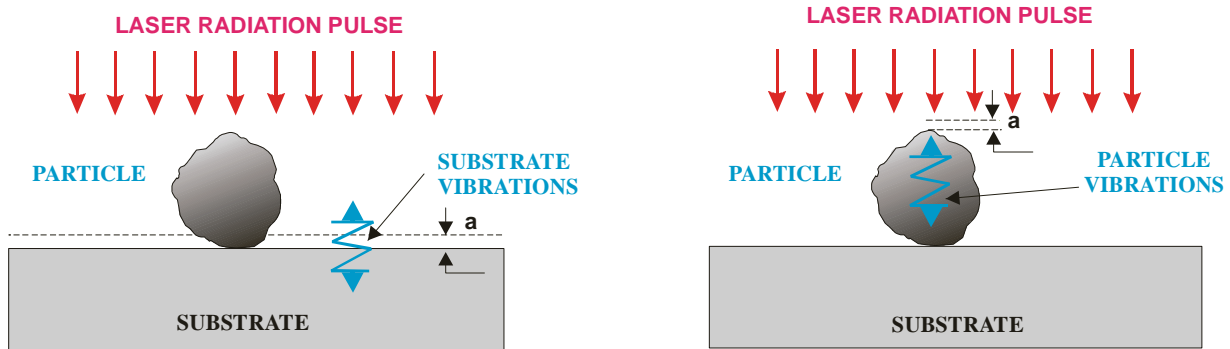 LASER RADIATION PULSE
PARTICLE
SUBSTRATE
VIBRATIONS
a
SUBSTRATE
LASER RADIATION PULSE
a
PARTICLE
PARTICLE
VIBRATIONS
SUBSTRATE